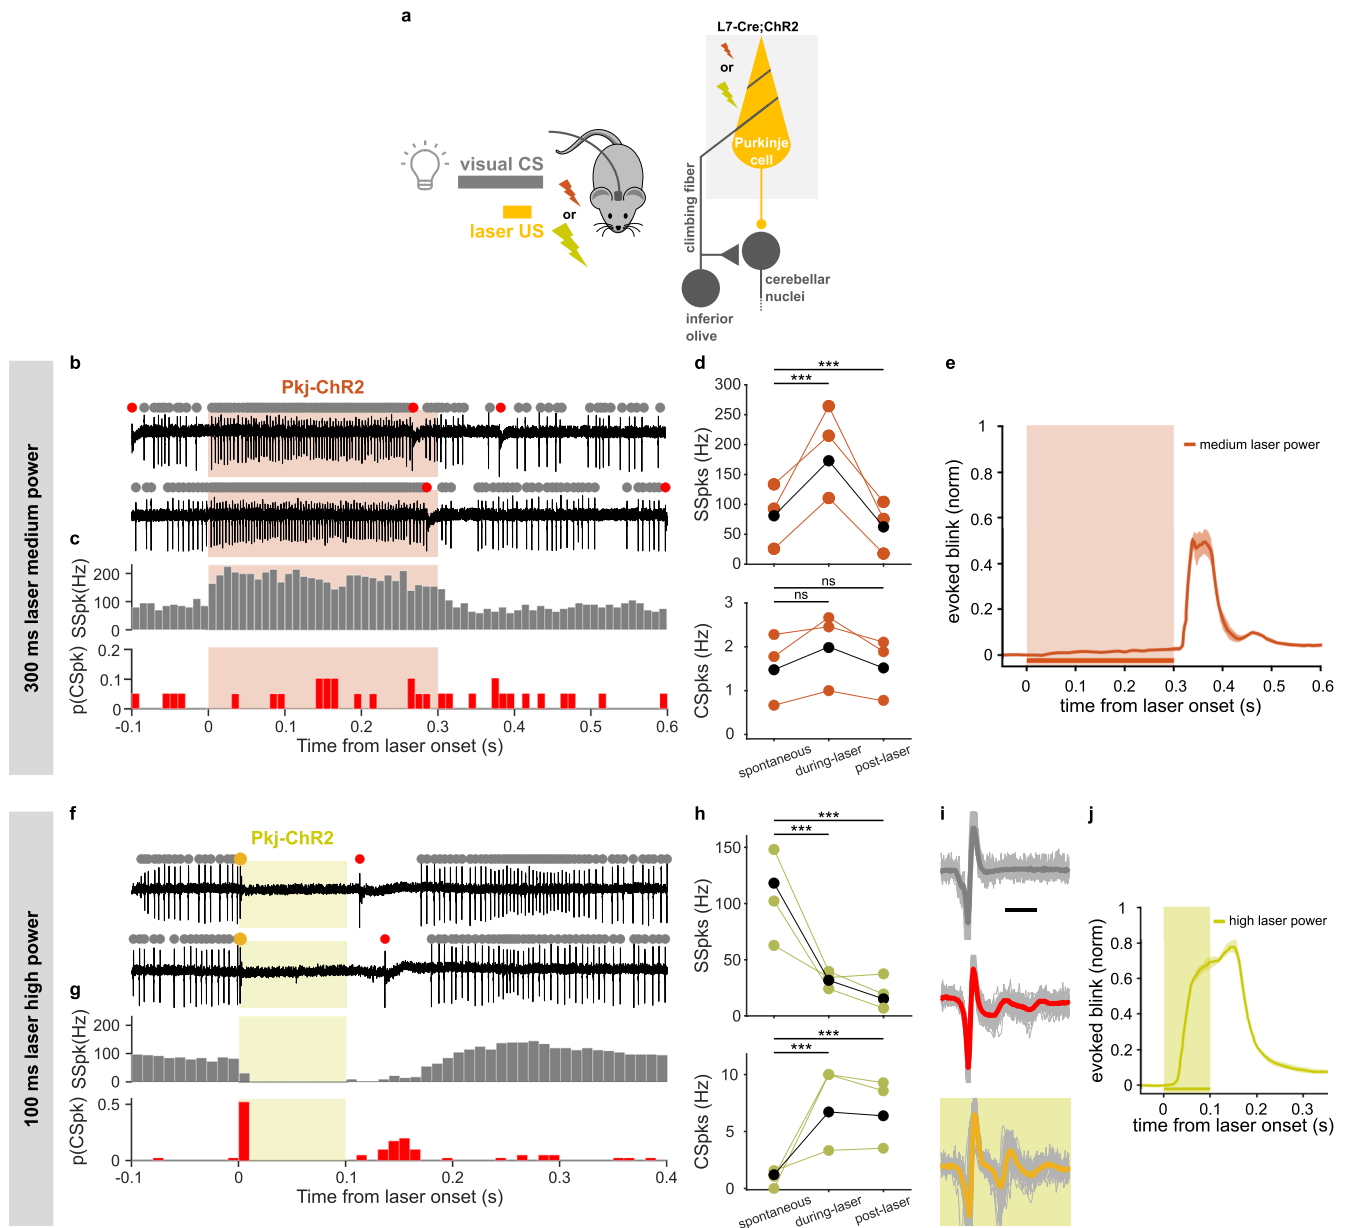 a
L7-Cre;ChR2
or
visual CS
or
laser US
Purkinje
cell
climbing fiber
cerebellar
nuclei
inferior
olive
300 ms laser medium power
b
Pkj-ChR2
c
SSpk(Hz)
200
100
0
p(CSpk)
0.2
0.1
0
-0.1 0 0.1 0.2 0.3 0.4 0.5 0.6
Time from laser onset (s)
d
***
***
SSpks (Hz)
300
250
200
150
100
50
0
ns
ns
CSpks (Hz)
3
2
1
0
spontaneous during-laser post-laser
e
evoked blink (norm)
1
0.8
0.6
0.4
0.2
0
medium laser power
0 0.1 0.2 0.3 0.4 0.5 0.6
time from laser onset (s)
100 ms laser high power
f
Pkj-ChR2
g
SSpk(Hz)
200
100
0
p(CSpk)
0.5
0
-0.1 0 0.1 0.2 0.3 0.4
Time from laser onset (s)
h
***
***
SSpks (Hz)
150
100
50
0
***
***
CSpks (Hz)
10
5
0
spontaneous during-laser post-laser
i
j
evoked blink (norm)
1
0.8
0.6
0.4
0.2
0
high laser power
0 0.1 0.2 0.3
time from laser onset (s)